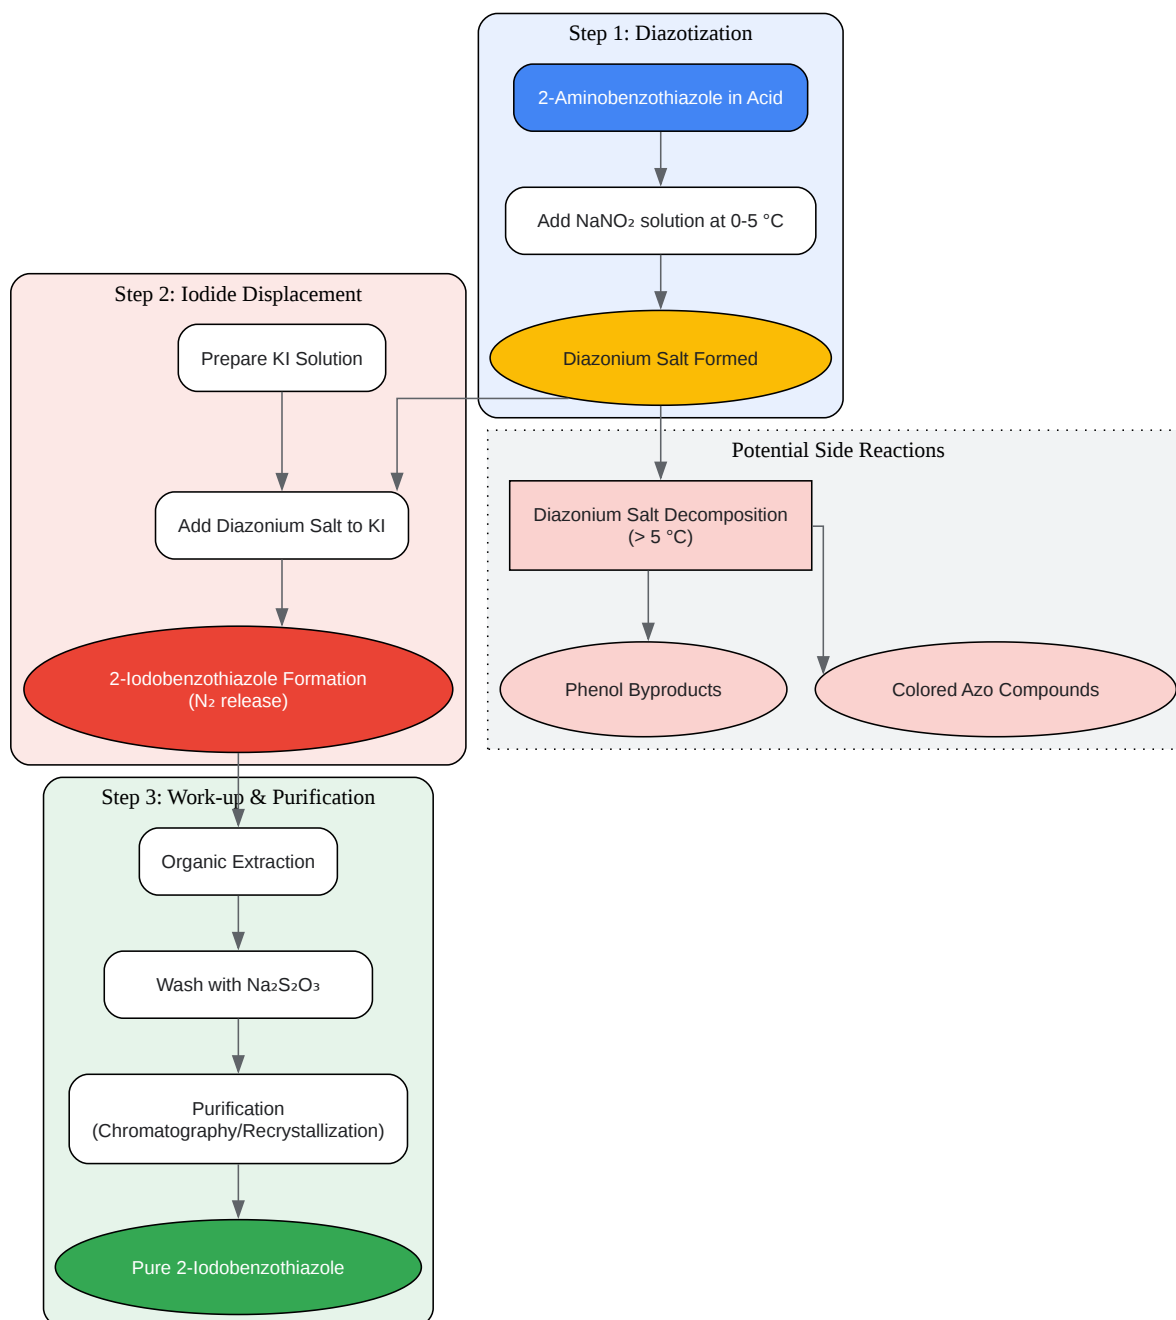 Step 1: Diazotization
2-Aminobenzothiazole in Acid
Add NaNO₂ solution at 0-5 °C
Diazonium Salt Formed
Step 2: Iodide Displacement
Prepare KI Solution
Add Diazonium Salt to KI
2-Iodobenzothiazole Formation
(N₂ release)
Potential Side Reactions
Diazonium Salt Decomposition
(> 5 °C)
Phenol Byproducts
Colored Azo Compounds
Step 3: Work-up & Purification
Organic Extraction
Wash with Na₂S₂O₃
Purification
(Chromatography/Recrystallization)
Pure 2-Iodobenzothiazole